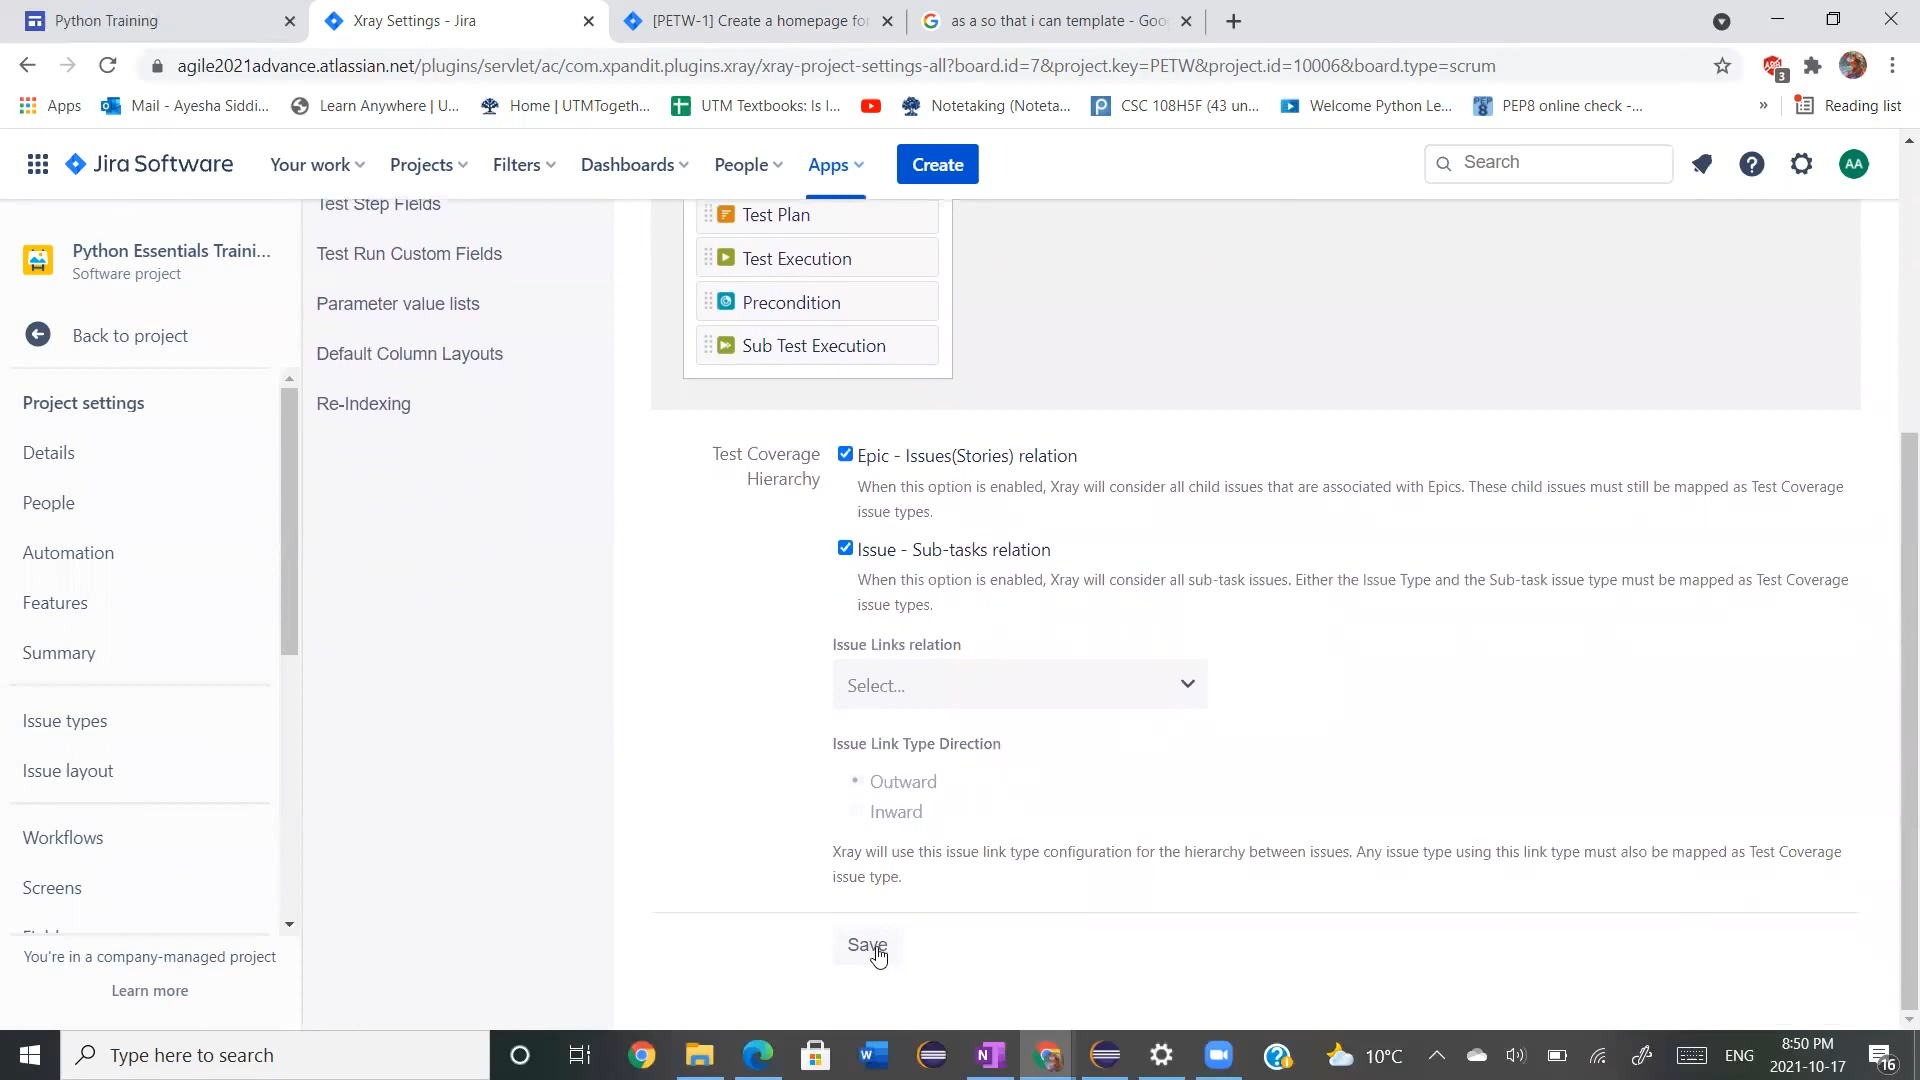 Python Training
Xray Settings - Jira
[PETW-1] Create a homepage for
as a so that i can template - Goo
agile2021advance.atlassian.net/plugins/servlet/ac/com.xpandit.plugins.xray/xray-project-settings-all?board.id=7&project.key=PETW&project.id=10006&board.type=scrum
3
Apps
Mail - Ayesha Siddi...
Learn Anywhere | U...
Home | UTMTogeth...
UTM Textbooks: Is I...
Notetaking (Noteta...
CSC 108H5F (43 un...
Welcome Python Le...
PEP8 online check -...
»
Reading list
Jira Software
Your work
Projects
Filters
Dashboards
People
Apps
Create
Search
AA
Python Essentials Traini...
Software project
Back to project
Project settings
Details
People
Automation
Features
Summary
Issue types
Issue layout
Workflows
Screens
You're in a company-managed project
Learn more
Test Step Fields
Test Run Custom Fields
Parameter value lists
Default Column Layouts
Re-Indexing
Test Plan
Test Execution
Precondition
Sub Test Execution
Test Coverage
Hierarchy
Epic - Issues(Stories) relation
When this option is enabled, Xray will consider all child issues that are associated with Epics. These child issues must still be mapped as Test Coverage
issue types.
Issue - Sub-tasks relation
When this option is enabled, Xray will consider all sub-task issues. Either the Issue Type and the Sub-task issue type must be mapped as Test Coverage
issue types.
Issue Links relation
Select...
Issue Link Type Direction
Outward
Inward
Xray will use this issue link type configuration for the hierarchy between issues. Any issue type using this link type must also be mapped as Test Coverage
issue type.
Save
Type here to search
10°C
ENG
8:50 PM
2021-10-17
16